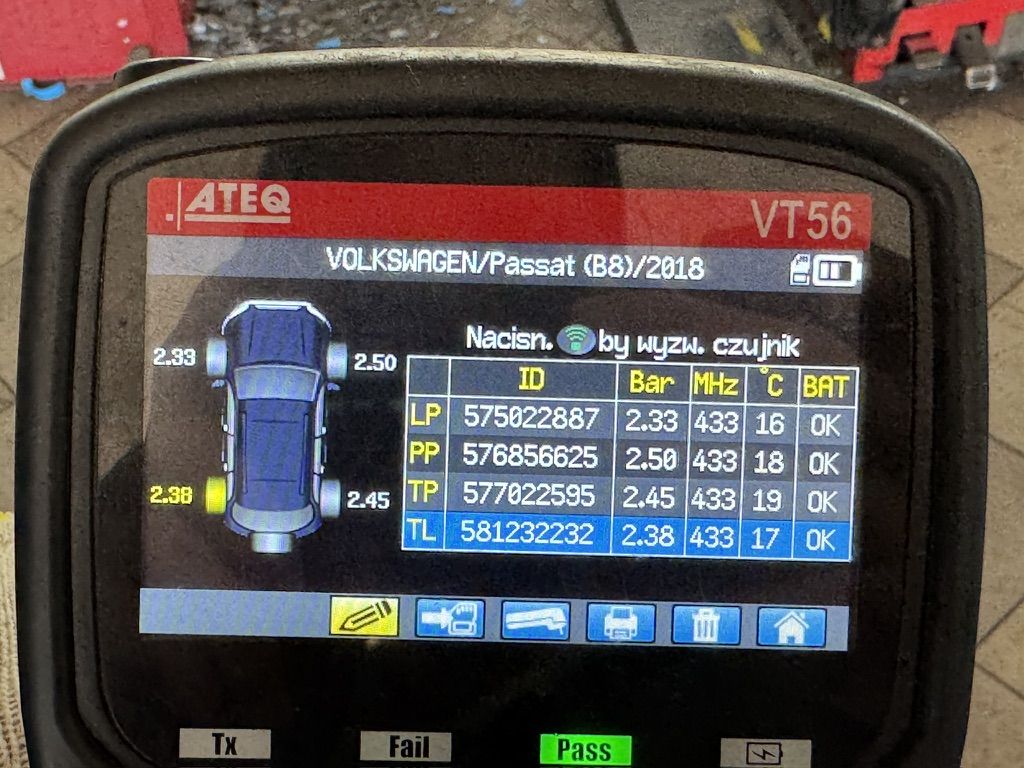 ATEQ
VT56
VOLKSWAGEN/Passat (B8)/2018
Nacisn. by wyzw. czujnik
2.33
2.50
2.38
2.45
ID Bar MHz °C BAT
LP 575022887 2.33 433 16 OK
PP 576856625 2.50 433 18 OK
TP 577022595 2.45 433 19 OK
TL 581232232 2.38 433 17 OK
Tx Fail Pass